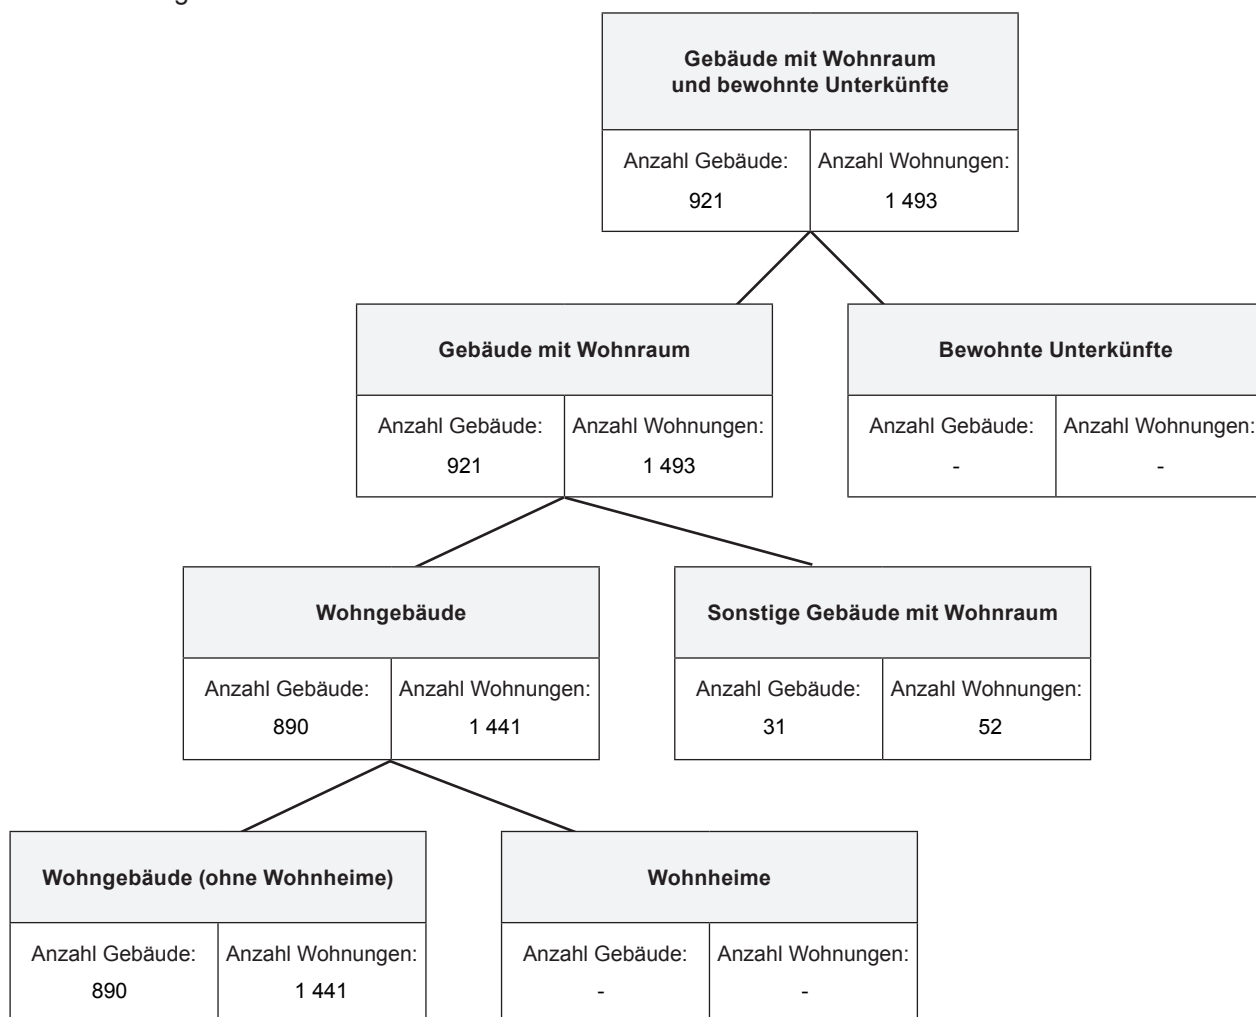 Gebäude mit Wohnraum
und bewohnte Unterkünfte
Anzahl Gebäude: Anzahl Wohnungen:
921 1 493
Gebäude mit Wohnraum Bewohnte Unterkünfte
Anzahl Gebäude: Anzahl Wohnungen: Anzahl Gebäude: Anzahl Wohnungen:
921 1 493 - -
Wohngebäude Sonstige Gebäude mit Wohnraum
Anzahl Gebäude: Anzahl Wohnungen: Anzahl Gebäude: Anzahl Wohnungen:
890 1 441 31 52
Wohngebäude (ohne Wohnheime) Wohnheime
Anzahl Gebäude: Anzahl Wohnungen: Anzahl Gebäude: Anzahl Wohnungen:
890 1 441 - -